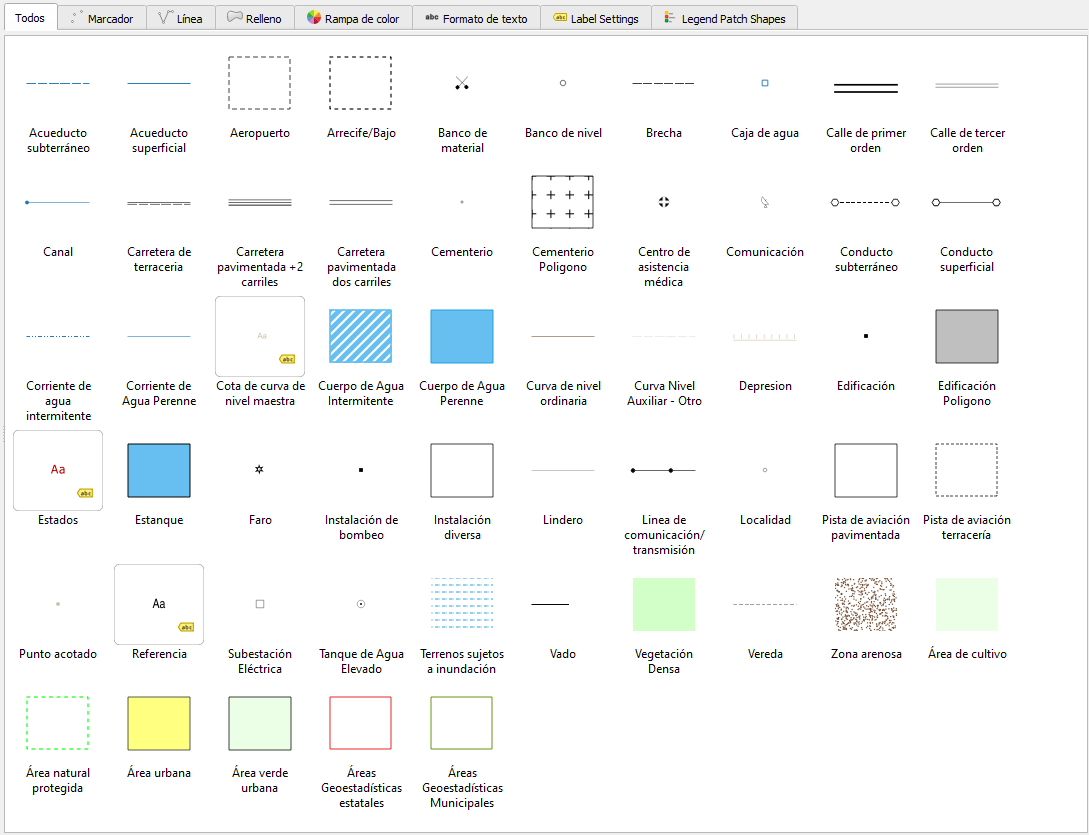 Todos Marcador Línea Relleno Rampa de color abc Formato de texto abc Label Settings Legend Patch Shapes
Acueducto subterráneo
Acueducto superficial
Aeropuerto
Arrecife/Bajo
Banco de material
Banco de nivel
Brecha
Caja de agua
Calle de primer orden
Calle de tercer orden
Canal
Carretera de terraceria
Carretera pavimentada +2 carriles
Carretera pavimentada dos carriles
Cementerio
Cementerio Poligono
Centro de asistencia médica
Comunicación
Conducto subterráneo
Conducto superficial
Aa
abc
Corriente de agua intermitente
Corriente de Agua Perenne
Cota de curva de nivel maestra
Cuerpo de Agua Intermitente
Cuerpo de Agua Perenne
Curva de nivel ordinaria
Curva Nivel Auxiliar - Otro
Depresion
Edificación
Edificación Poligono
Aa
abc
Estados
Estanque
Faro
Instalación de bombeo
Instalación diversa
Lindero
Linea de comunicación/ transmisión
Localidad
Pista de aviación pavimentada
Pista de aviación terracería
Aa
abc
Punto acotado
Referencia
Subestación Eléctrica
Tanque de Agua Elevado
Terrenos sujetos a inundación
Vado
Vegetación Densa
Vereda
Zona arenosa
Área de cultivo
Área natural protegida
Área urbana
Área verde urbana
Áreas Geoestadísticas estatales
Áreas Geoestadísticas Municipales